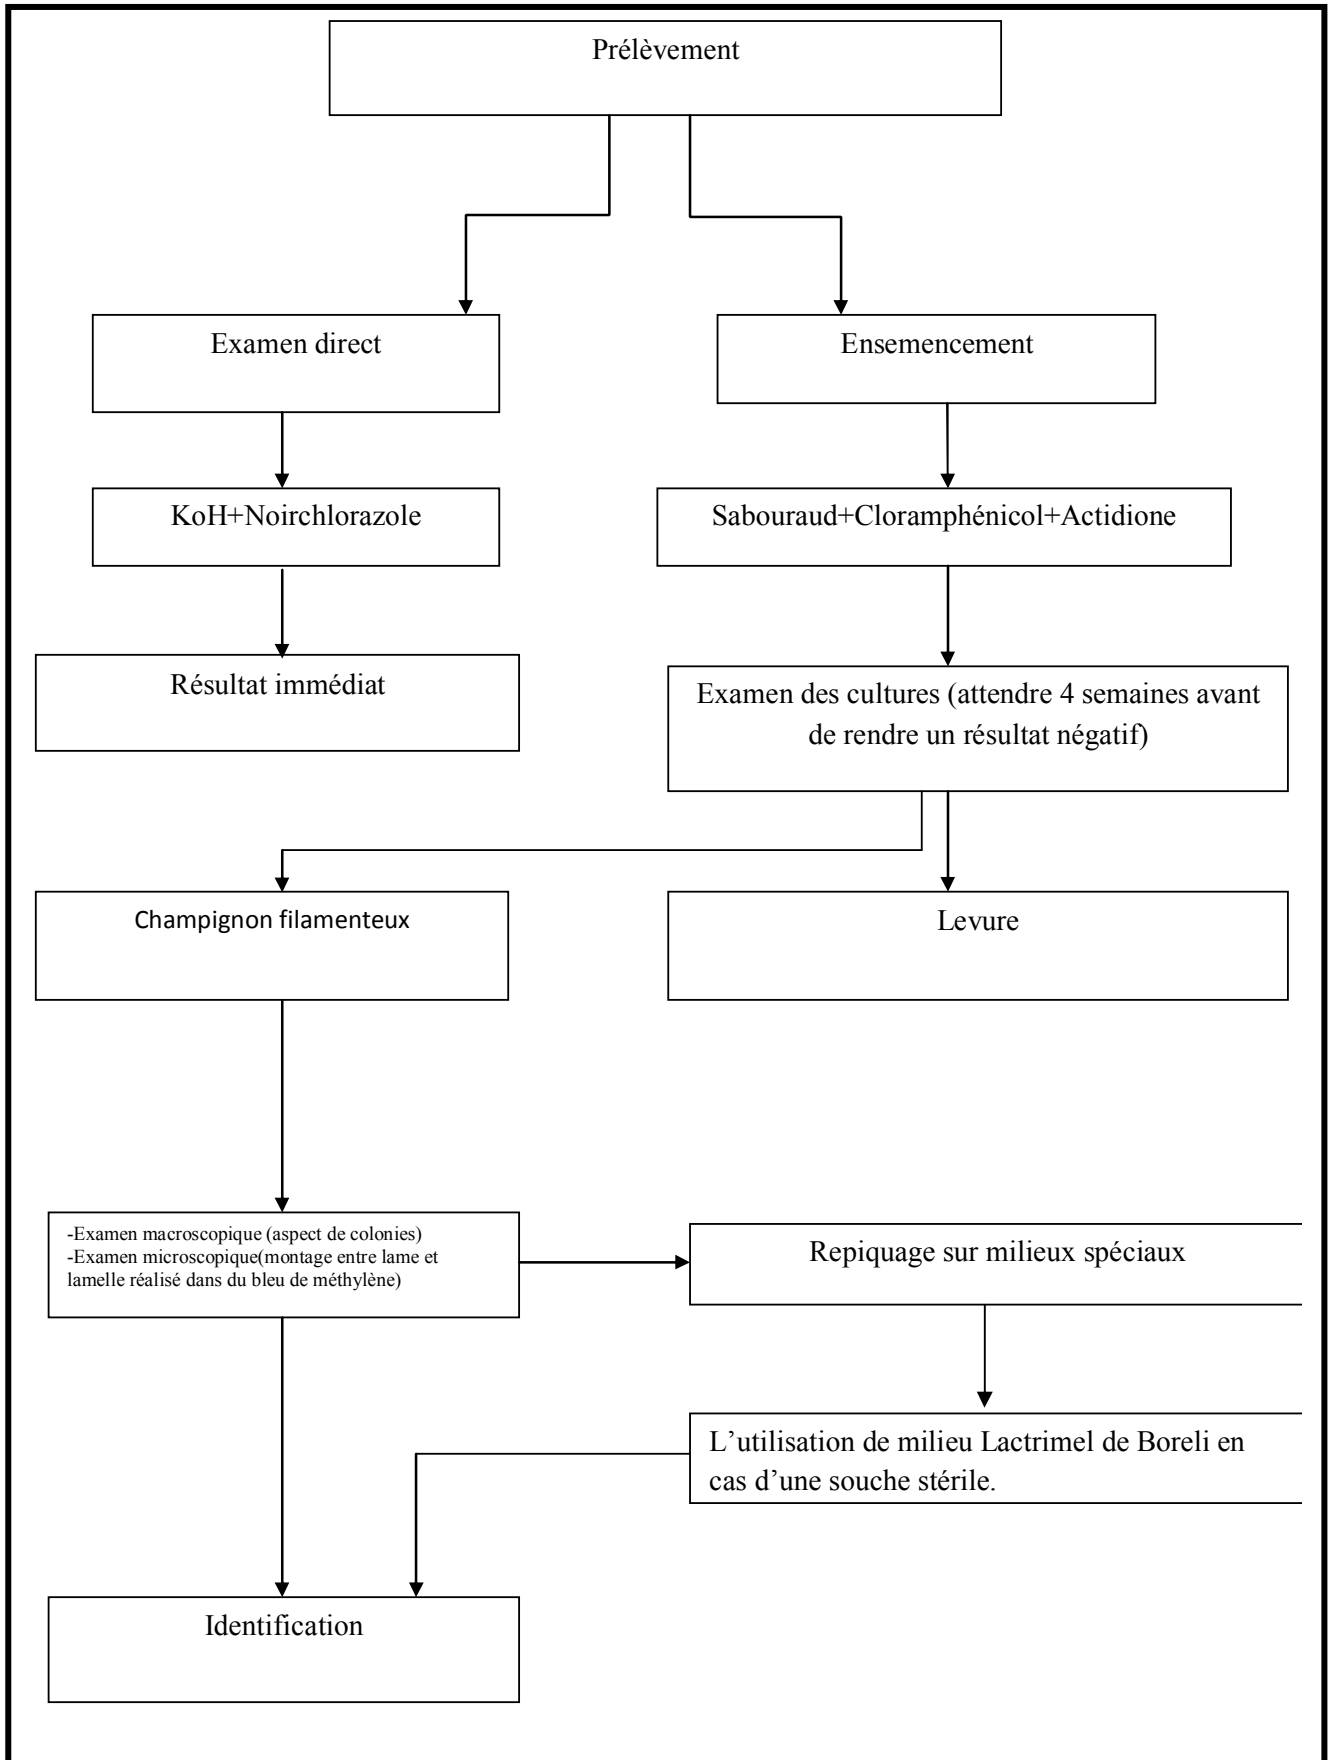 Prélèvement
Examen direct
Ensemencement
KoH+Noirchlorazole
Sabouraud+Cloramphénicol+Actidione
Résultat immédiat
Examen des cultures (attendre 4 semaines avant
de rendre un résultat négatif)
Champignon filamenteux
Levure
-Examen macroscopique (aspect de colonies)
-Examen microscopique(montage entre lame et
lamelle réalisé dans du bleu de méthylène)
Repiquage sur milieux spéciaux
L’utilisation de milieu Lactrimel de Boreli en
cas d’une souche stérile.
Identification